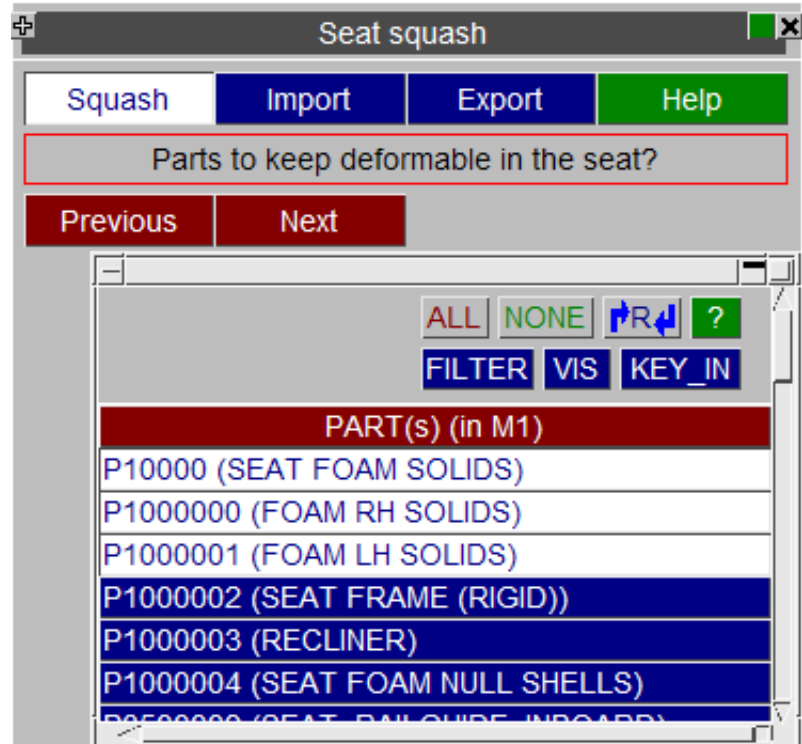 Seat squash
Squash Import Export Help
Parts to keep deformable in the seat?
Previous Next
ALL NONE R ?
FILTER VIS KEY_IN
PART(s) (in M1)
P10000 (SEAT FOAM SOLIDS)
P1000000 (FOAM RH SOLIDS)
P1000001 (FOAM LH SOLIDS)
P1000002 (SEAT FRAME (RIGID))
P1000003 (RECLINER)
P1000004 (SEAT FOAM NULL SHELLS)